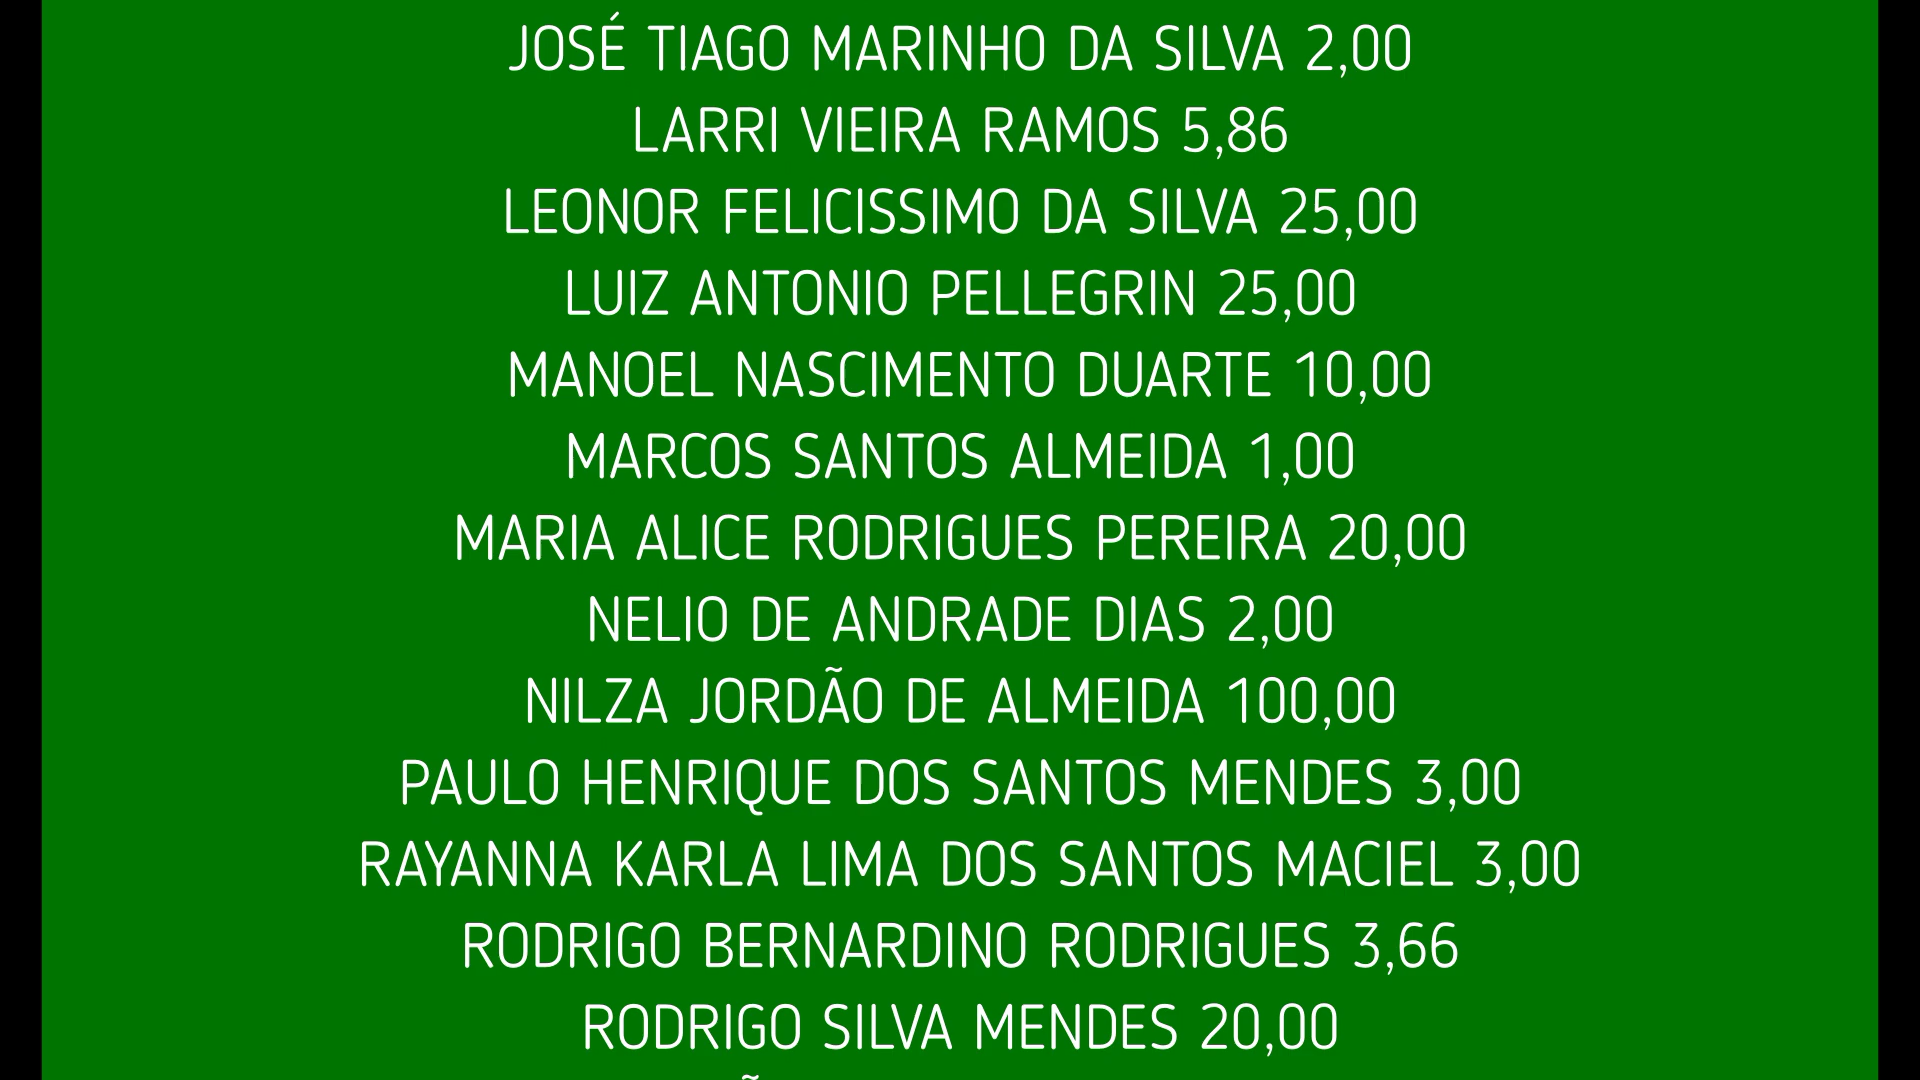 JOSÉ TIAGO MARINHO DA SILVA 2,00
LARRI VIEIRA RAMOS 5,86
LEONOR FELICISSIMO DA SILVA 25,00
LUIZ ANTONIO PELLEGRIN 25,00
MANOEL NASCIMENTO DUARTE 10,00
MARCOS SANTOS ALMEIDA 1,00
MARIA ALICE RODRIGUES PEREIRA 20,00
NELIO DE ANDRADE DIAS 2,00
NILZA JORDÃO DE ALMEIDA 100,00
PAULO HENRIQUE DOS SANTOS MENDES 3,00
RAYANNA KARLA LIMA DOS SANTOS MACIEL 3,00
RODRIGO BERNARDINO RODRIGUES 3,66
RODRIGO SILVA MENDES 20,00